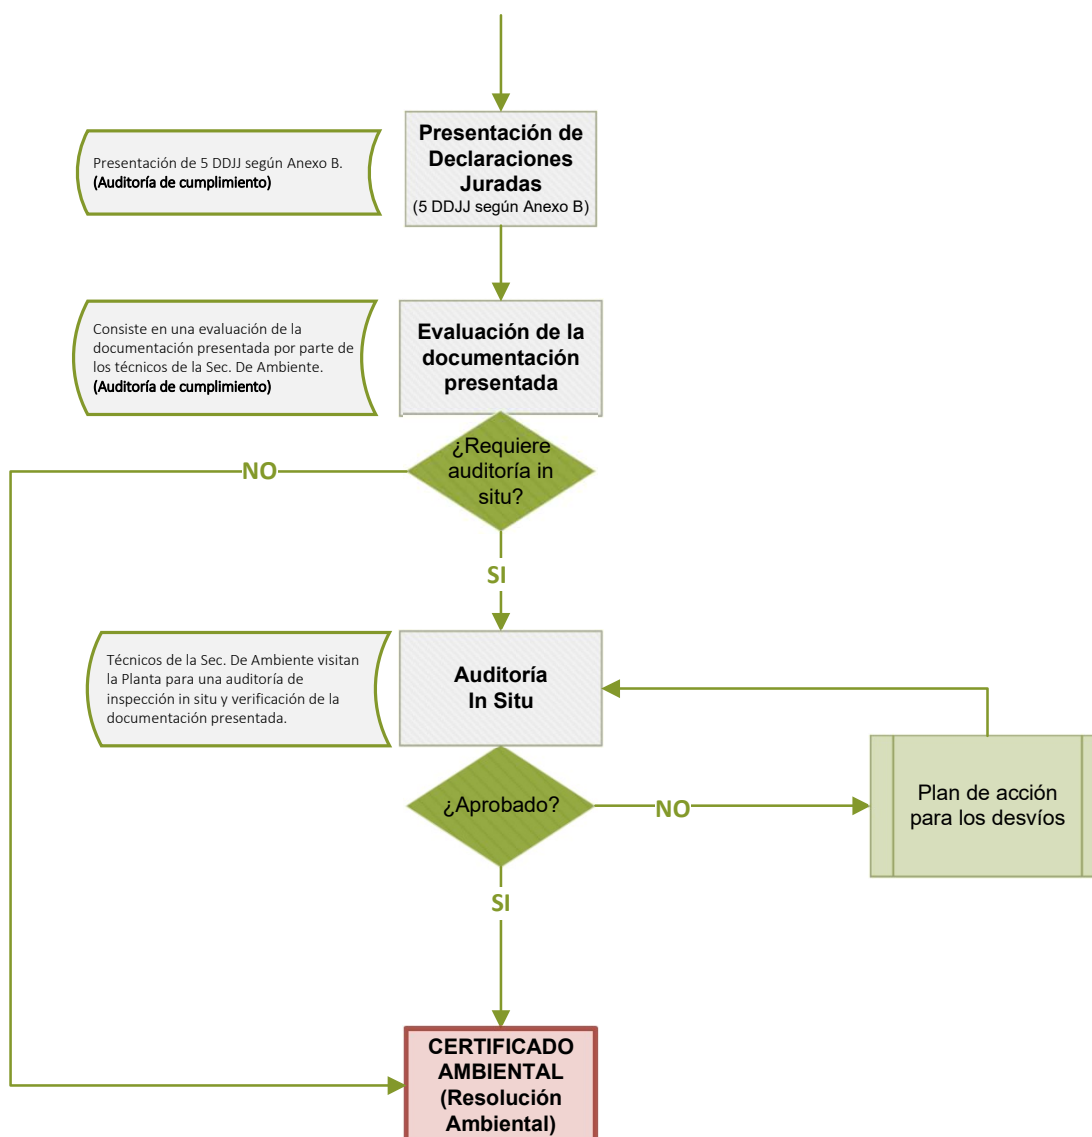 Presentación de 5 DDJJ según Anexo B.
(Auditoría de cumplimiento)
Presentación de
Declaraciones
Juradas
(5 DDJJ según Anexo B)
Consiste en una evaluación de la
documentación presentada por parte de
los técnicos de la Sec. De Ambiente.
(Auditoría de cumplimiento)
Evaluación de la
documentación
presentada
¿Requiere
auditoría in
situ?
NO
SI
Técnicos de la Sec. De Ambiente visitan
la Planta para una auditoría de
inspección in situ y verificación de la
documentación presentada.
Auditoría
In Situ
¿Aprobado?
NO
Plan de acción
para los desvíos
SI
CERTIFICADO
AMBIENTAL
(Resolución
Ambiental)